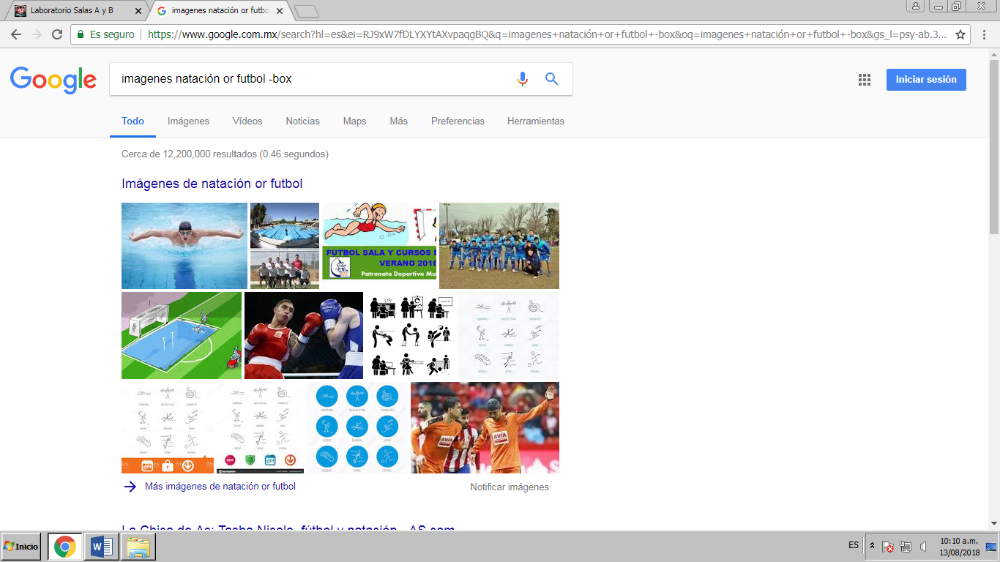 Laboratorio Salas A y B
imagenes natación or futbo
Es seguro
https://www.google.com.mx/search?hl=es&ei=RJ9xW7fDLYXYtAXvpaqgBQ&q=imagenes+natación+or+futbol+-box&oq=imagenes+natación+or+futbol+-box&gs_l=psy-ab.3...
Google
imagenes natación or futbol -box
Iniciar sesión
Todo Imágenes Vídeos Noticias Maps Más Preferencias Herramientas
Cerca de 12,200,000 resultados (0.46 segundos)
Imágenes de natación or futbol
FUTBOL SALA Y CURSOS D
VERANO 2016
Patronato Deportivo Mu
AVIA
AVIA
Más imágenes de natación or futbol
Notificar imágenes
La Chica de As: Tasha Nicole, fútbol y natación - AS.com
Inicio
ES
10:10 a.m.
13/08/2018